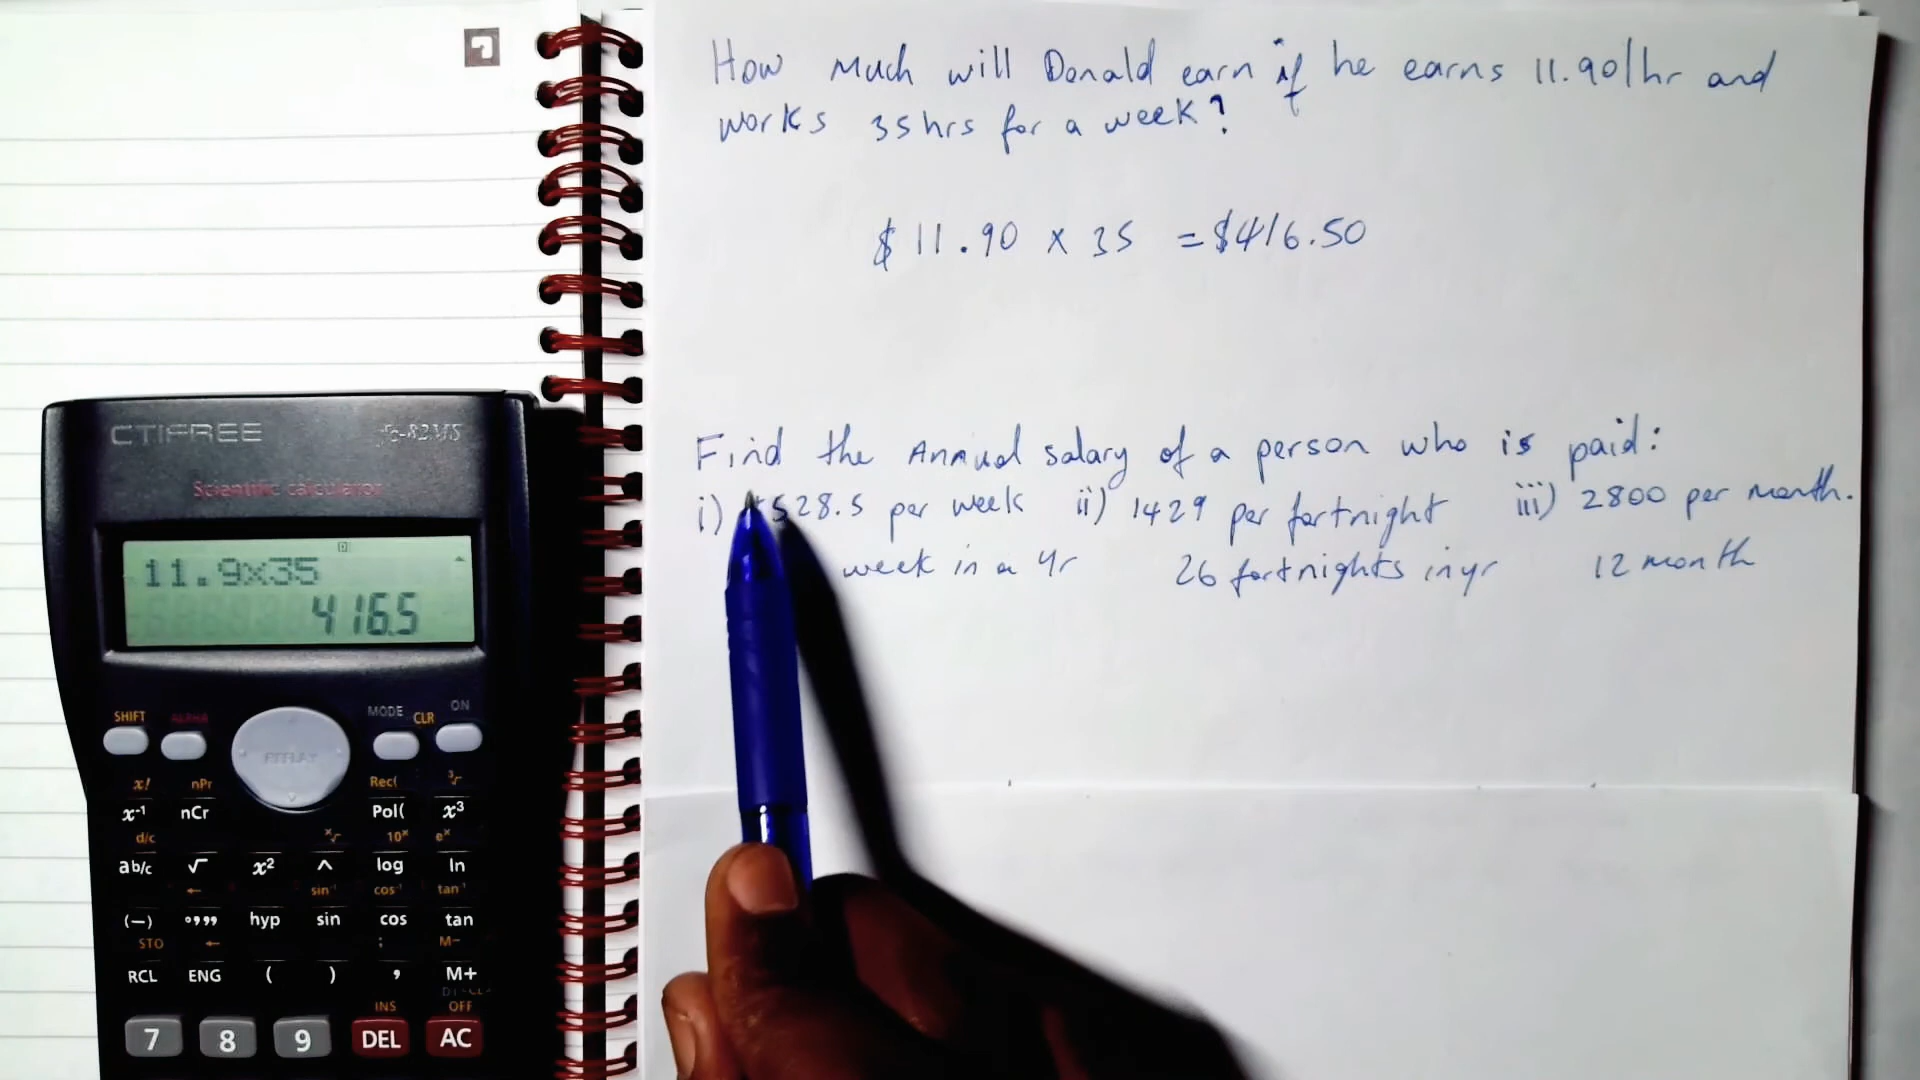 How much will Donald earn if he earns 11.90/hr and
works 35hrs for a week?
$ 11.90 x 35 = $416.50
Find the Annual salary of a person who is paid:
i) 528.5 per week ii) 1429 per fortnight iii) 2800 per month.
week in a yr 26 fortnights in yr 12 month
CTIFREE
Scientific calculator
11.9x35
416.5
SHIFT ALPHA MODE CLR ON
REPLAY
x! nPr Rec( ³√
x⁻¹ nCr Pol( x³
d/c ˣ√ 10ˣ eˣ
ab/c √ x² ^ log ln
← sin⁻¹ cos⁻¹ tan⁻¹
(−) °,,, hyp sin cos tan
STO ← ; M−
RCL ENG ( ) , M+
INS OFF
7 8 9 DEL AC